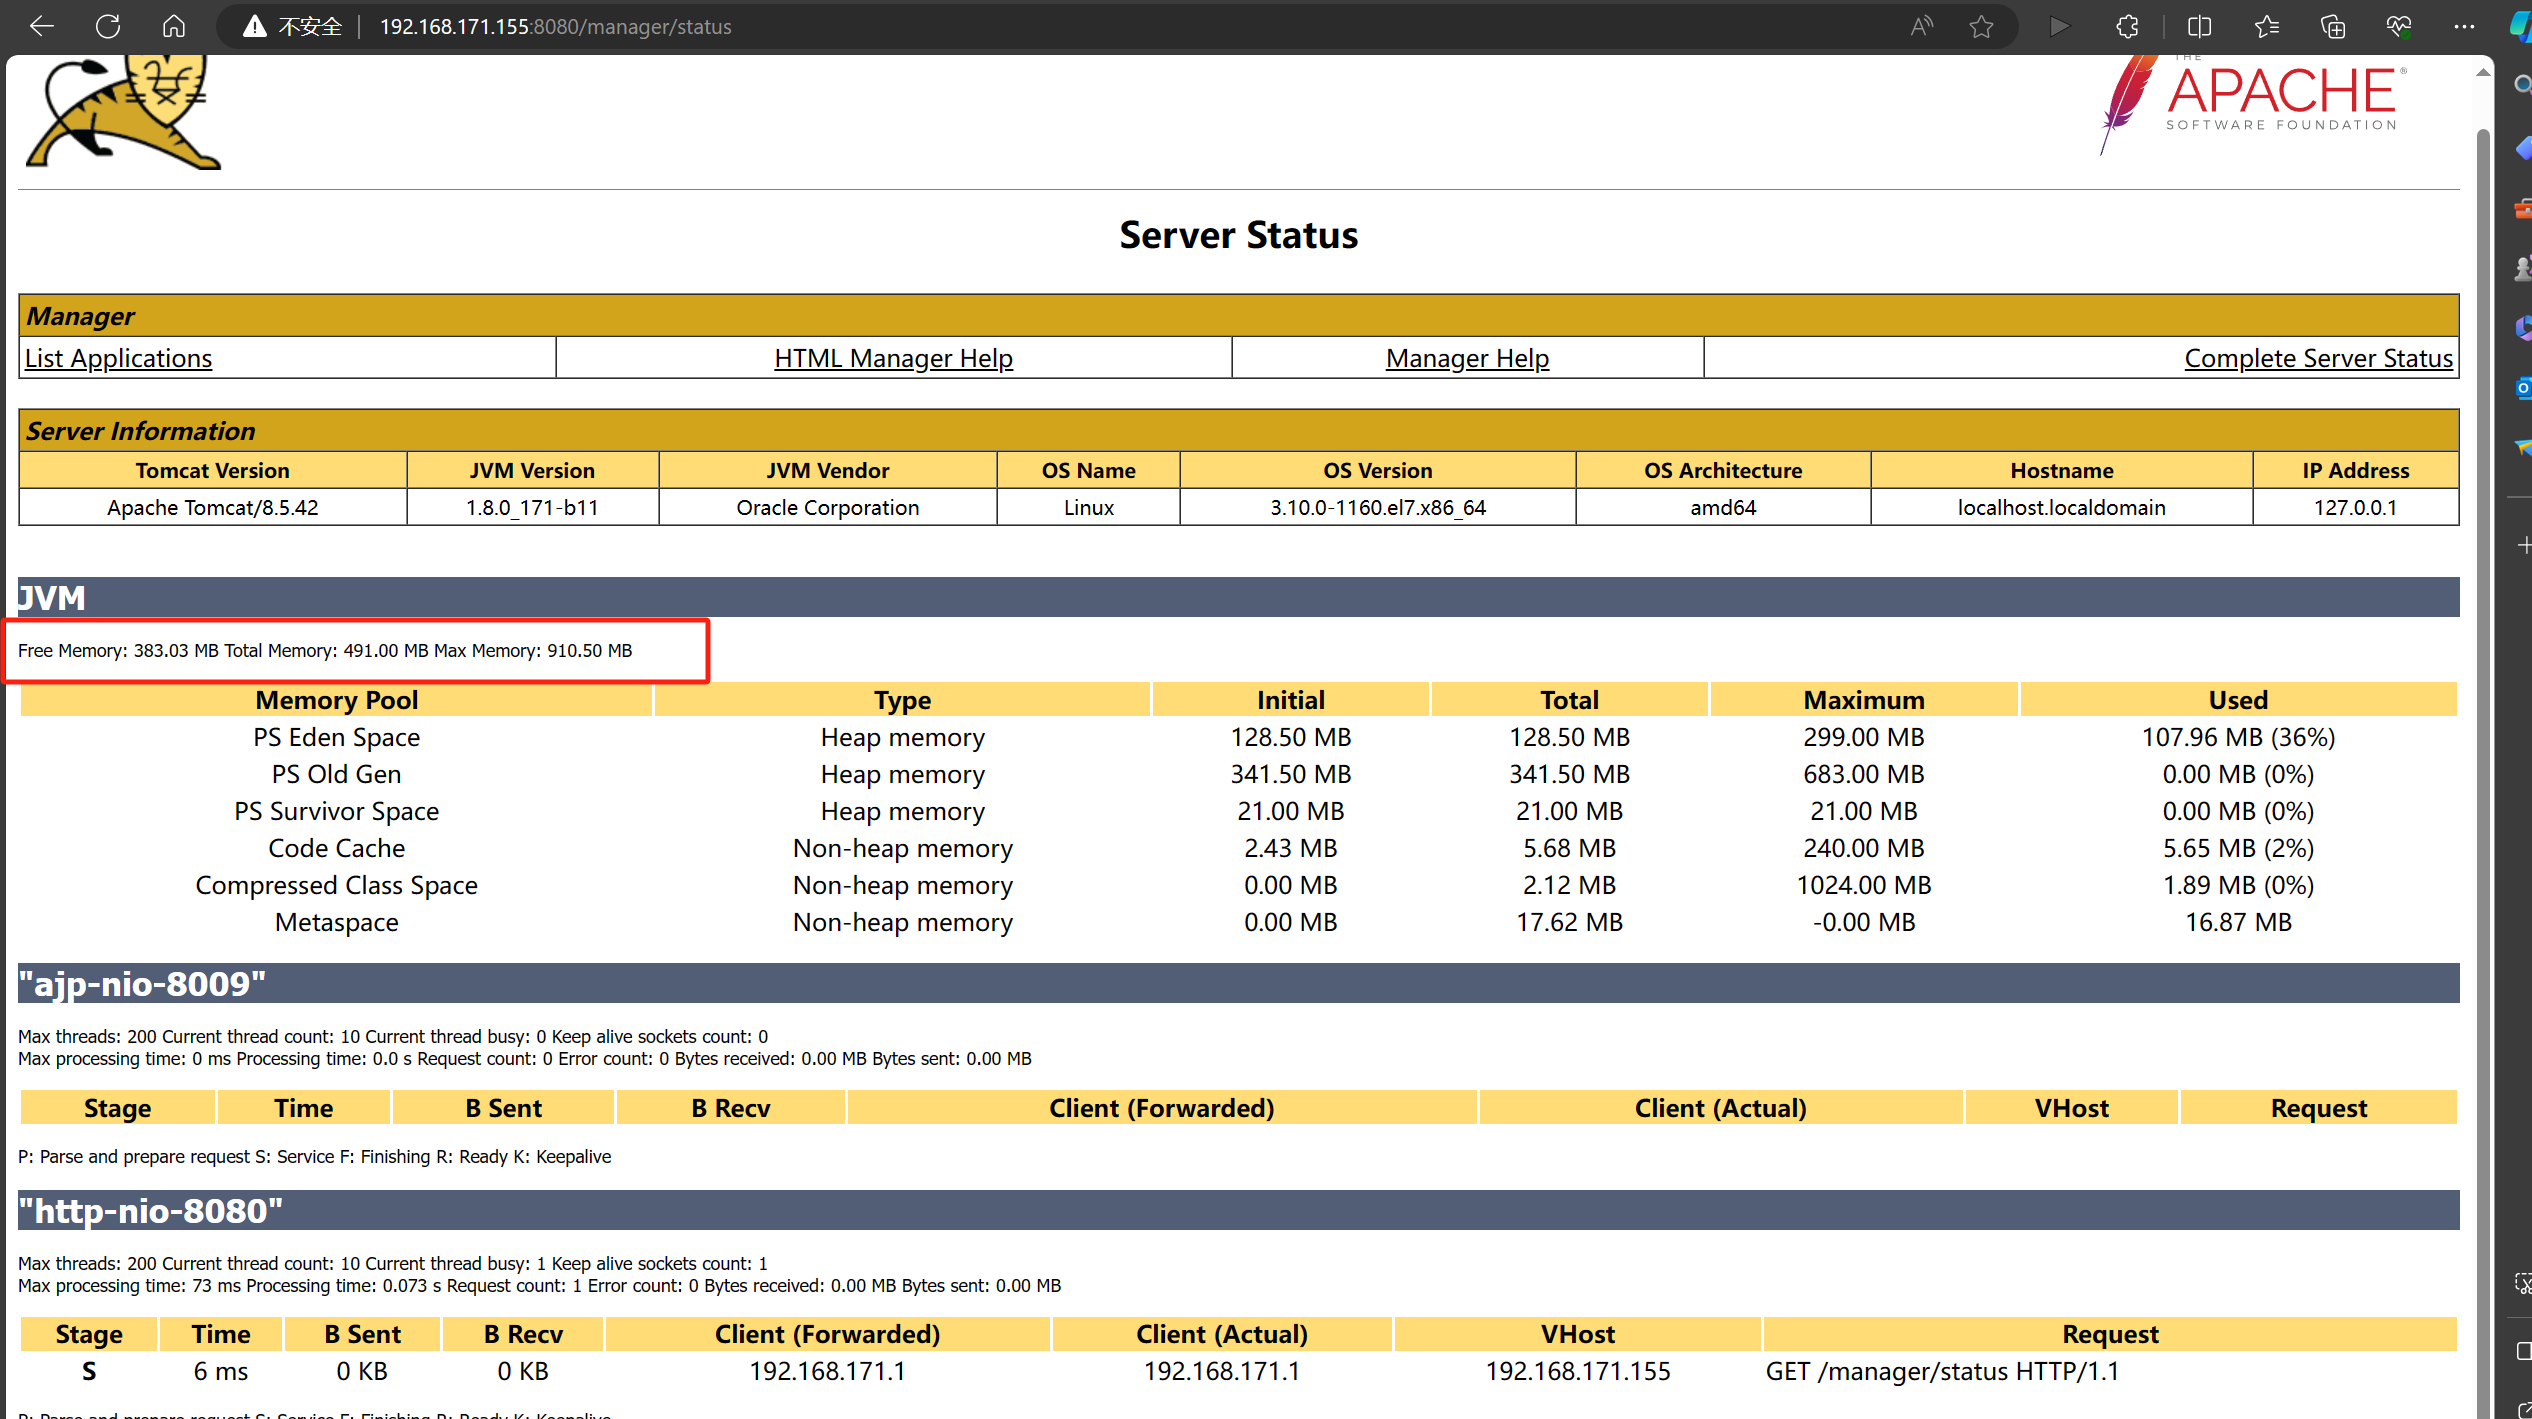 不安全 192.168.171.155:8080/manager/status
THE
APACHE®
SOFTWARE FOUNDATION
Server Status
Manager
List Applications HTML Manager Help Manager Help Complete Server Status
Server Information
Tomcat Version JVM Version JVM Vendor OS Name OS Version OS Architecture Hostname IP Address
Apache Tomcat/8.5.42 1.8.0_171-b11 Oracle Corporation Linux 3.10.0-1160.el7.x86_64 amd64 localhost.localdomain 127.0.0.1
JVM
Free Memory: 383.03 MB Total Memory: 491.00 MB Max Memory: 910.50 MB
Memory Pool Type Initial Total Maximum Used
PS Eden Space Heap memory 128.50 MB 128.50 MB 299.00 MB 107.96 MB (36%)
PS Old Gen Heap memory 341.50 MB 341.50 MB 683.00 MB 0.00 MB (0%)
PS Survivor Space Heap memory 21.00 MB 21.00 MB 21.00 MB 0.00 MB (0%)
Code Cache Non-heap memory 2.43 MB 5.68 MB 240.00 MB 5.65 MB (2%)
Compressed Class Space Non-heap memory 0.00 MB 2.12 MB 1024.00 MB 1.89 MB (0%)
Metaspace Non-heap memory 0.00 MB 17.62 MB -0.00 MB 16.87 MB
"ajp-nio-8009"
Max threads: 200 Current thread count: 10 Current thread busy: 0 Keep alive sockets count: 0
Max processing time: 0 ms Processing time: 0.0 s Request count: 0 Error count: 0 Bytes received: 0.00 MB Bytes sent: 0.00 MB
Stage Time B Sent B Recv Client (Forwarded) Client (Actual) VHost Request
P: Parse and prepare request S: Service F: Finishing R: Ready K: Keepalive
"http-nio-8080"
Max threads: 200 Current thread count: 10 Current thread busy: 1 Keep alive sockets count: 1
Max processing time: 73 ms Processing time: 0.073 s Request count: 1 Error count: 0 Bytes received: 0.00 MB Bytes sent: 0.00 MB
Stage Time B Sent B Recv Client (Forwarded) Client (Actual) VHost Request
S 6 ms 0 KB 0 KB 192.168.171.1 192.168.171.1 192.168.171.155 GET /manager/status HTTP/1.1
P: Parse and prepare request S: Service F: Finishing R: Ready K: Keepalive